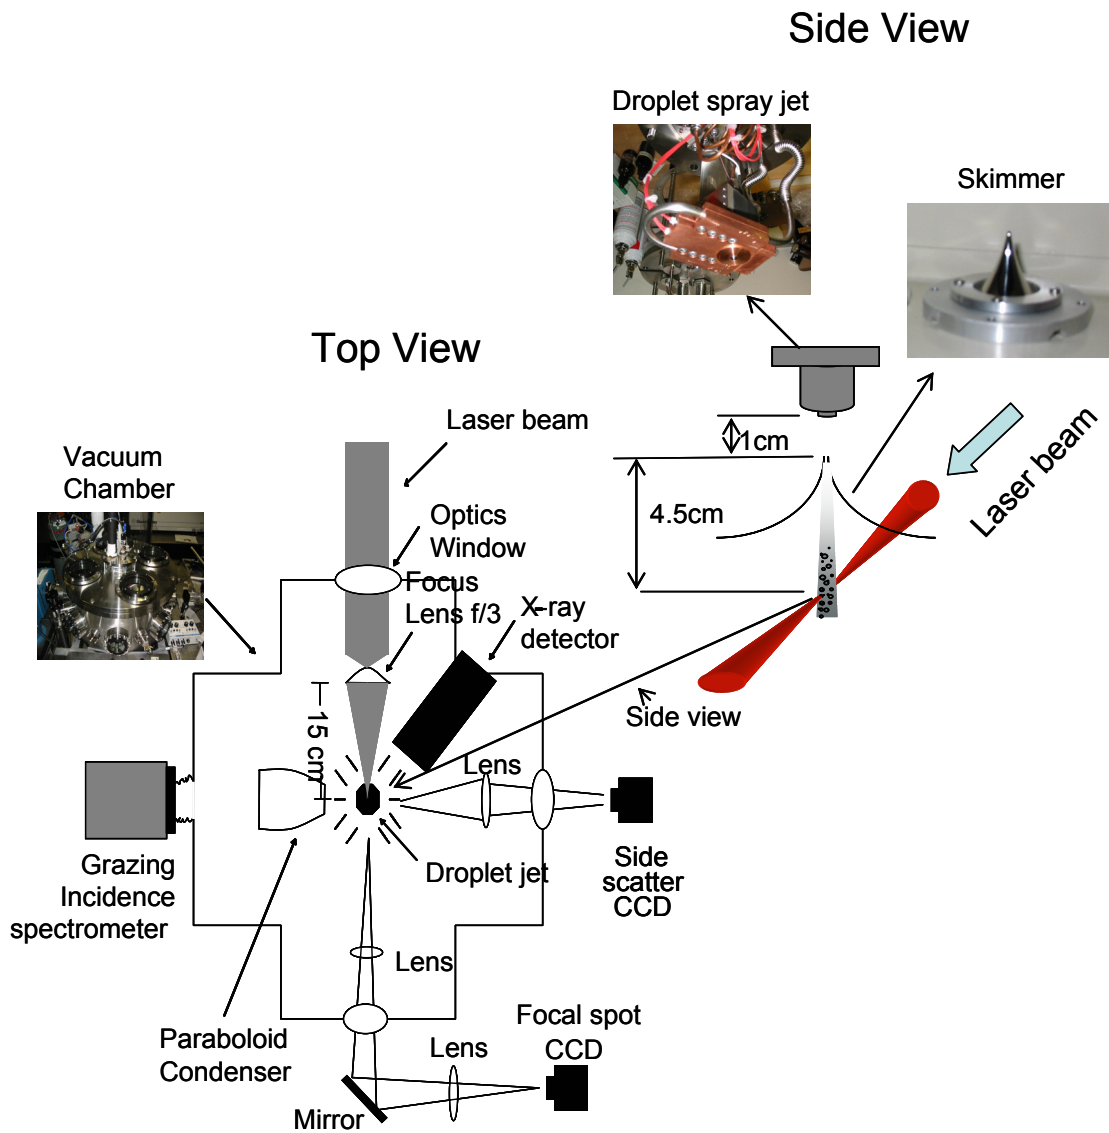 Side View
Droplet spray jet
Skimmer
Top View
Laser beam
1cm
Laser beam
Vacuum
Chamber
4.5cm
Optics
Window
Focus
Lens f/3
X-ray
detector
15 cm
Side view
Lens
Grazing
Incidence
spectrometer
Droplet jet
Side
scatter
CCD
Lens
Paraboloid
Condenser
Focal spot
CCD
Lens
Mirror